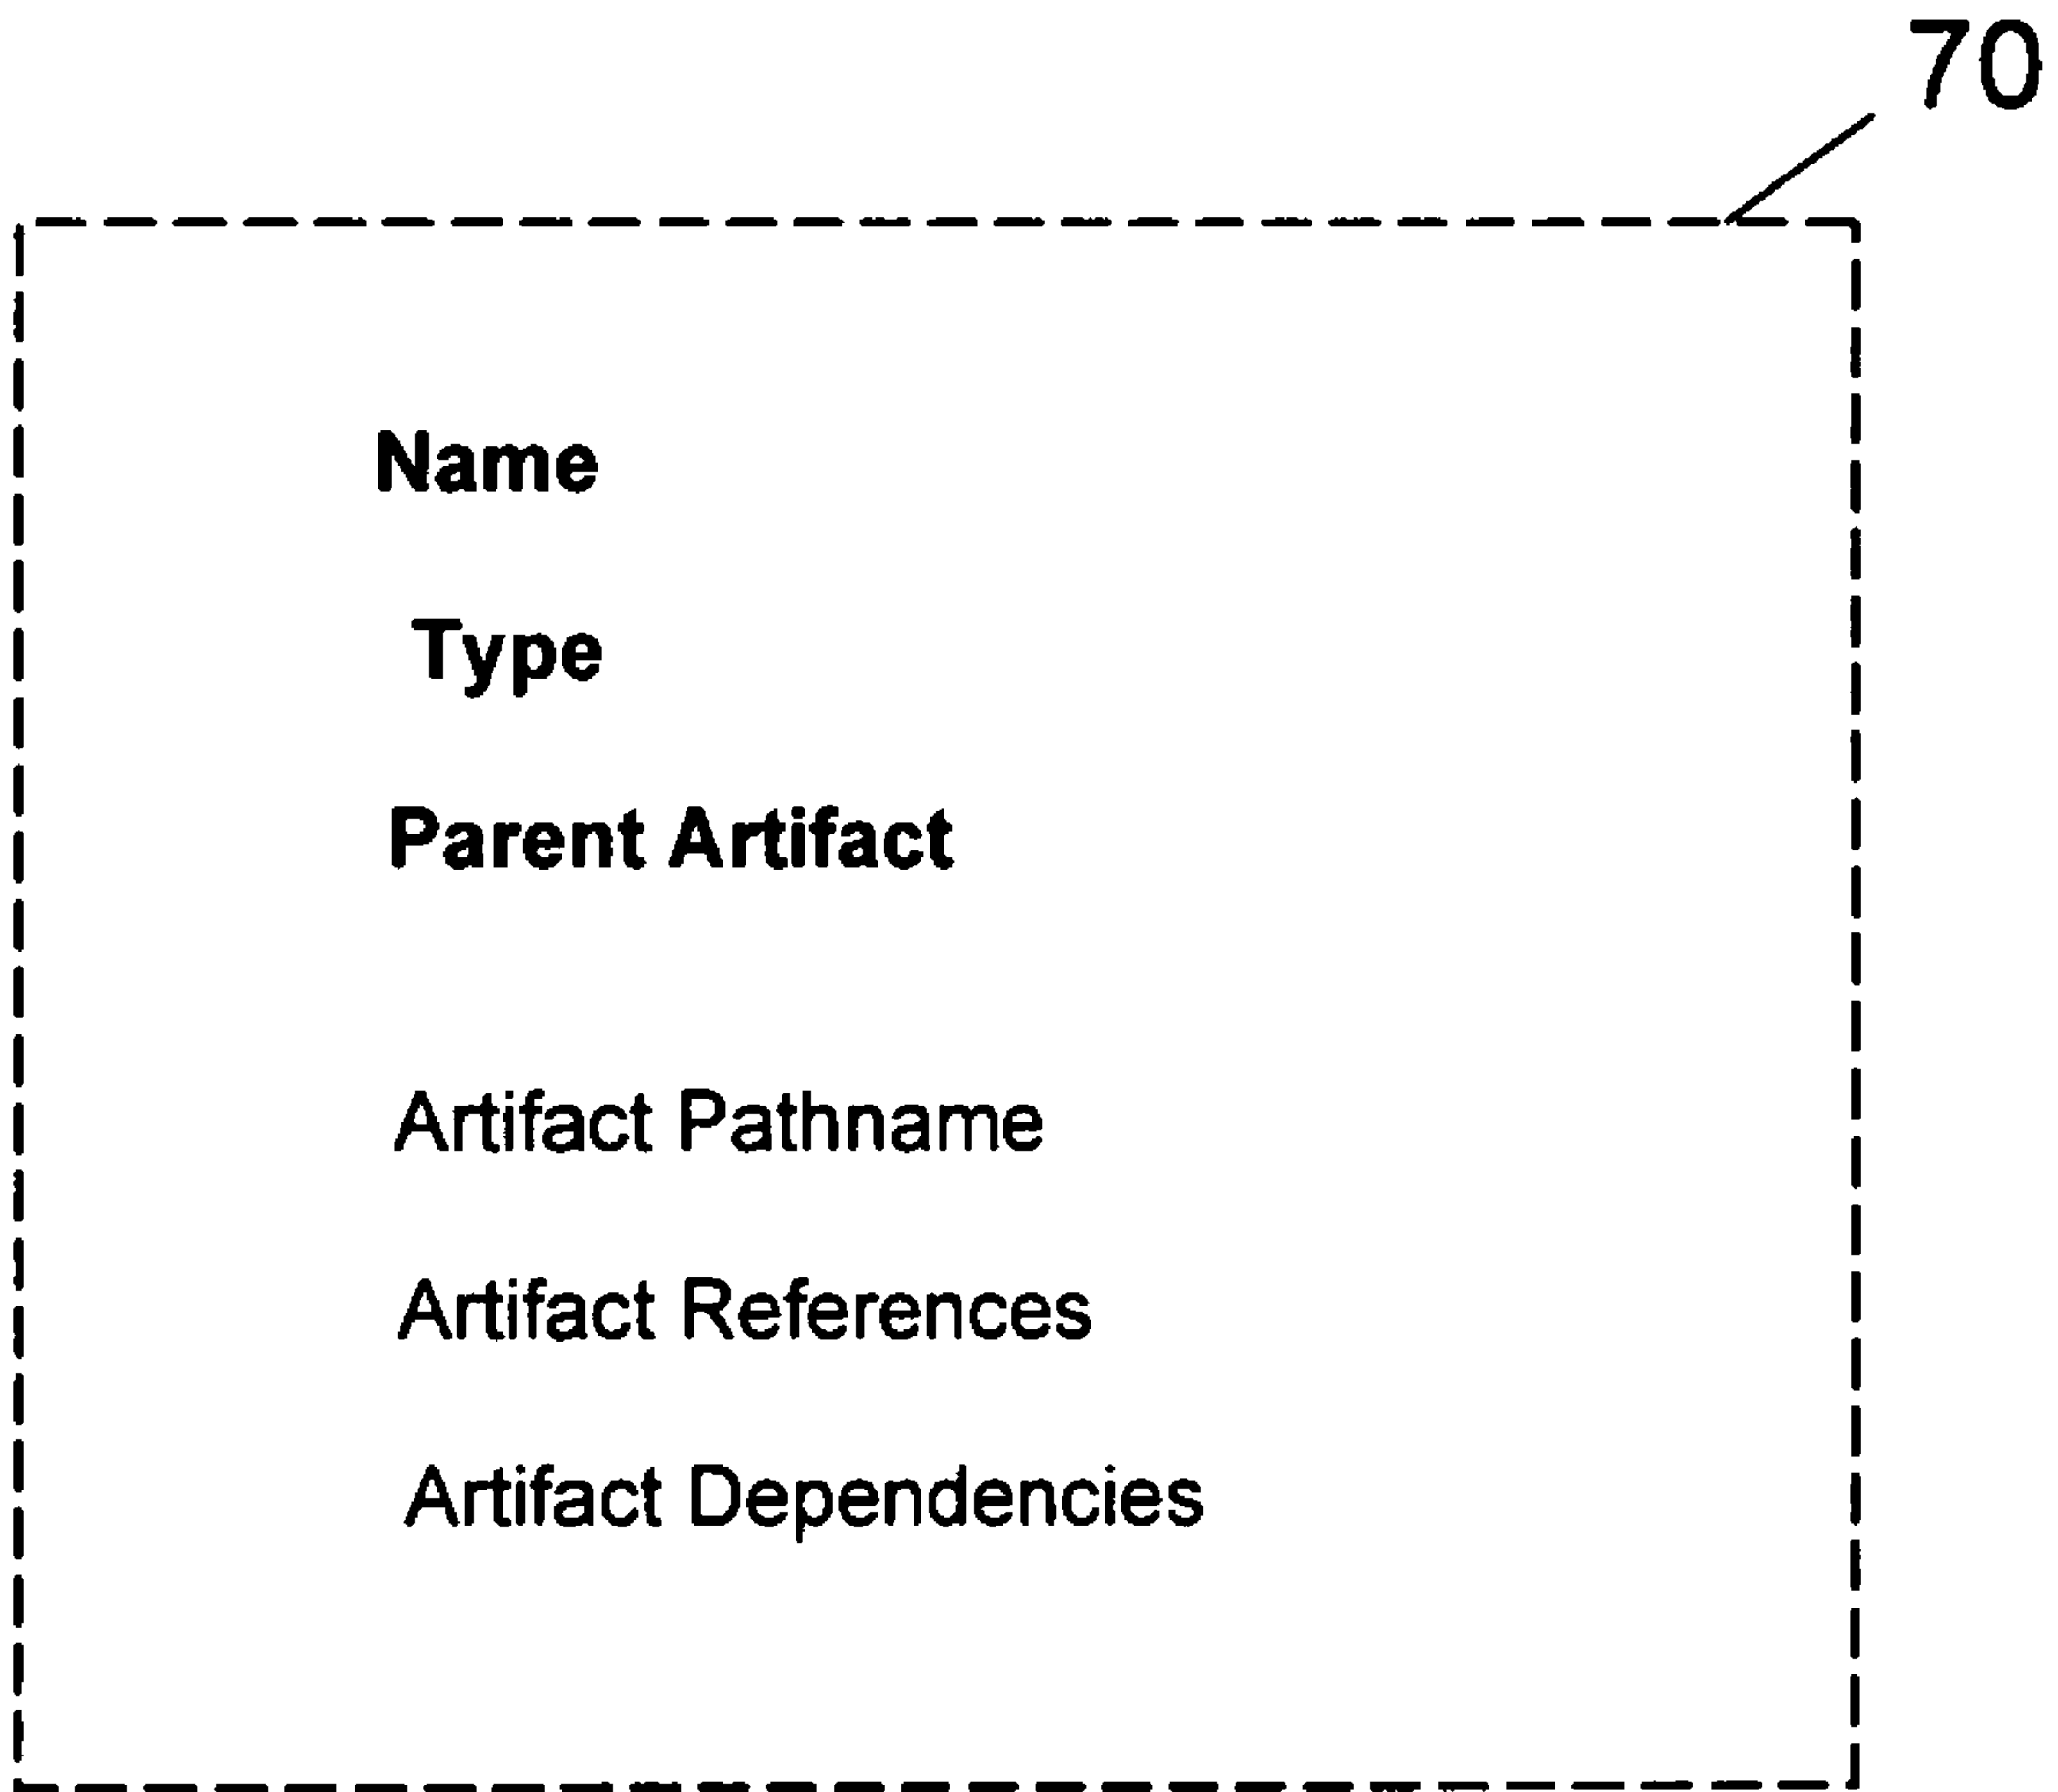 70
Name
Type
Parent Artifact
Artifact Pathname
Artifact References
Artifact Dependencies